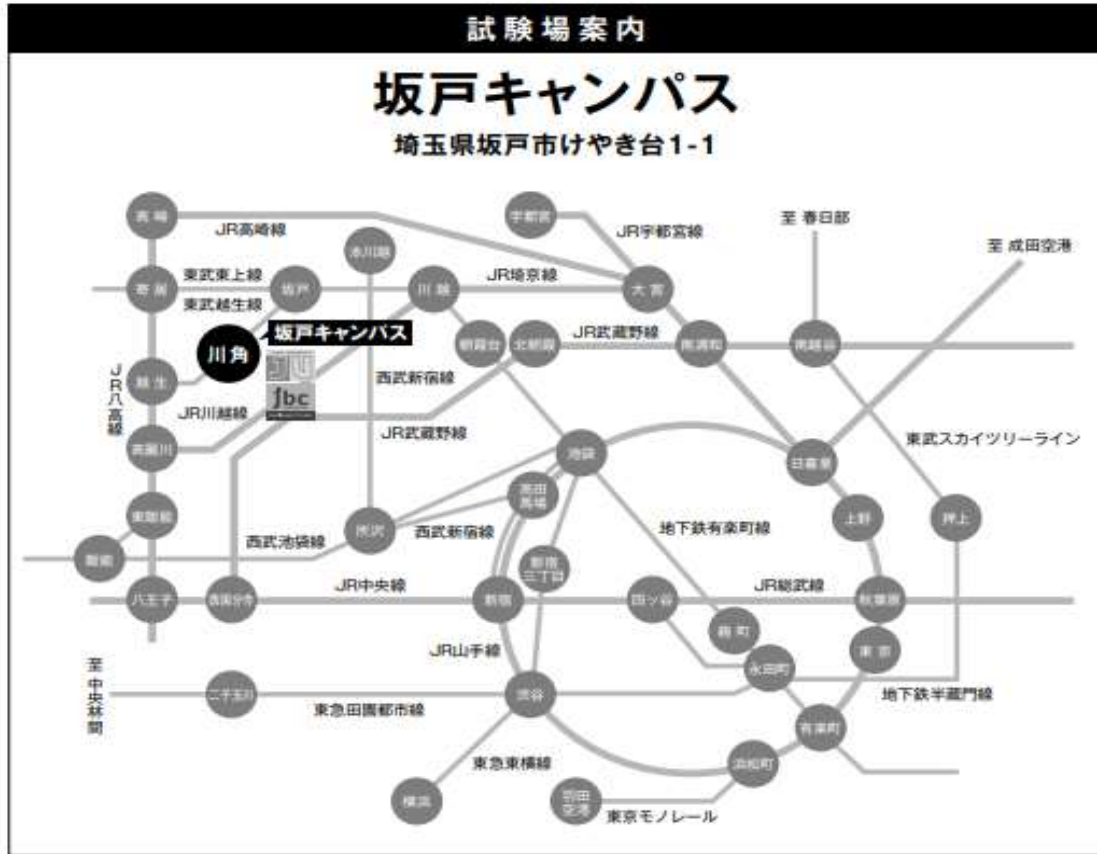 試験場案内
坂戸キャンパス
埼玉県坂戸市けやき台1-1
高崎
宇都宮
至 春日部
JR高崎線
JR宇都宮線
本川越
至 成田空港
東武東上線
JR埼京線
寄居
坂戸
川越
大宮
東武越生線
坂戸キャンパス
JR武蔵野線
川角
朝霞台
北朝霞
南浦和
南越谷
越生
西武新宿線
JR八高線
jbc
JR川越線
JR武蔵野線
東武スカイツリーライン
高麗川
池袋
日暮里
高田
馬場
東飯能
上野
押上
所沢
西武新宿線
地下鉄有楽町線
西武池袋線
飯能
新宿
三丁目
JR中央線
JR総武線
八王子
西国分寺
新宿
四ツ谷
秋葉原
麹町
JR山手線
東京
至 中央林間
永田町
二子玉川
渋谷
地下鉄半蔵門線
東急田園都市線
有楽町
東急東横線
浜松町
横浜
羽田
空港
東京モノレール